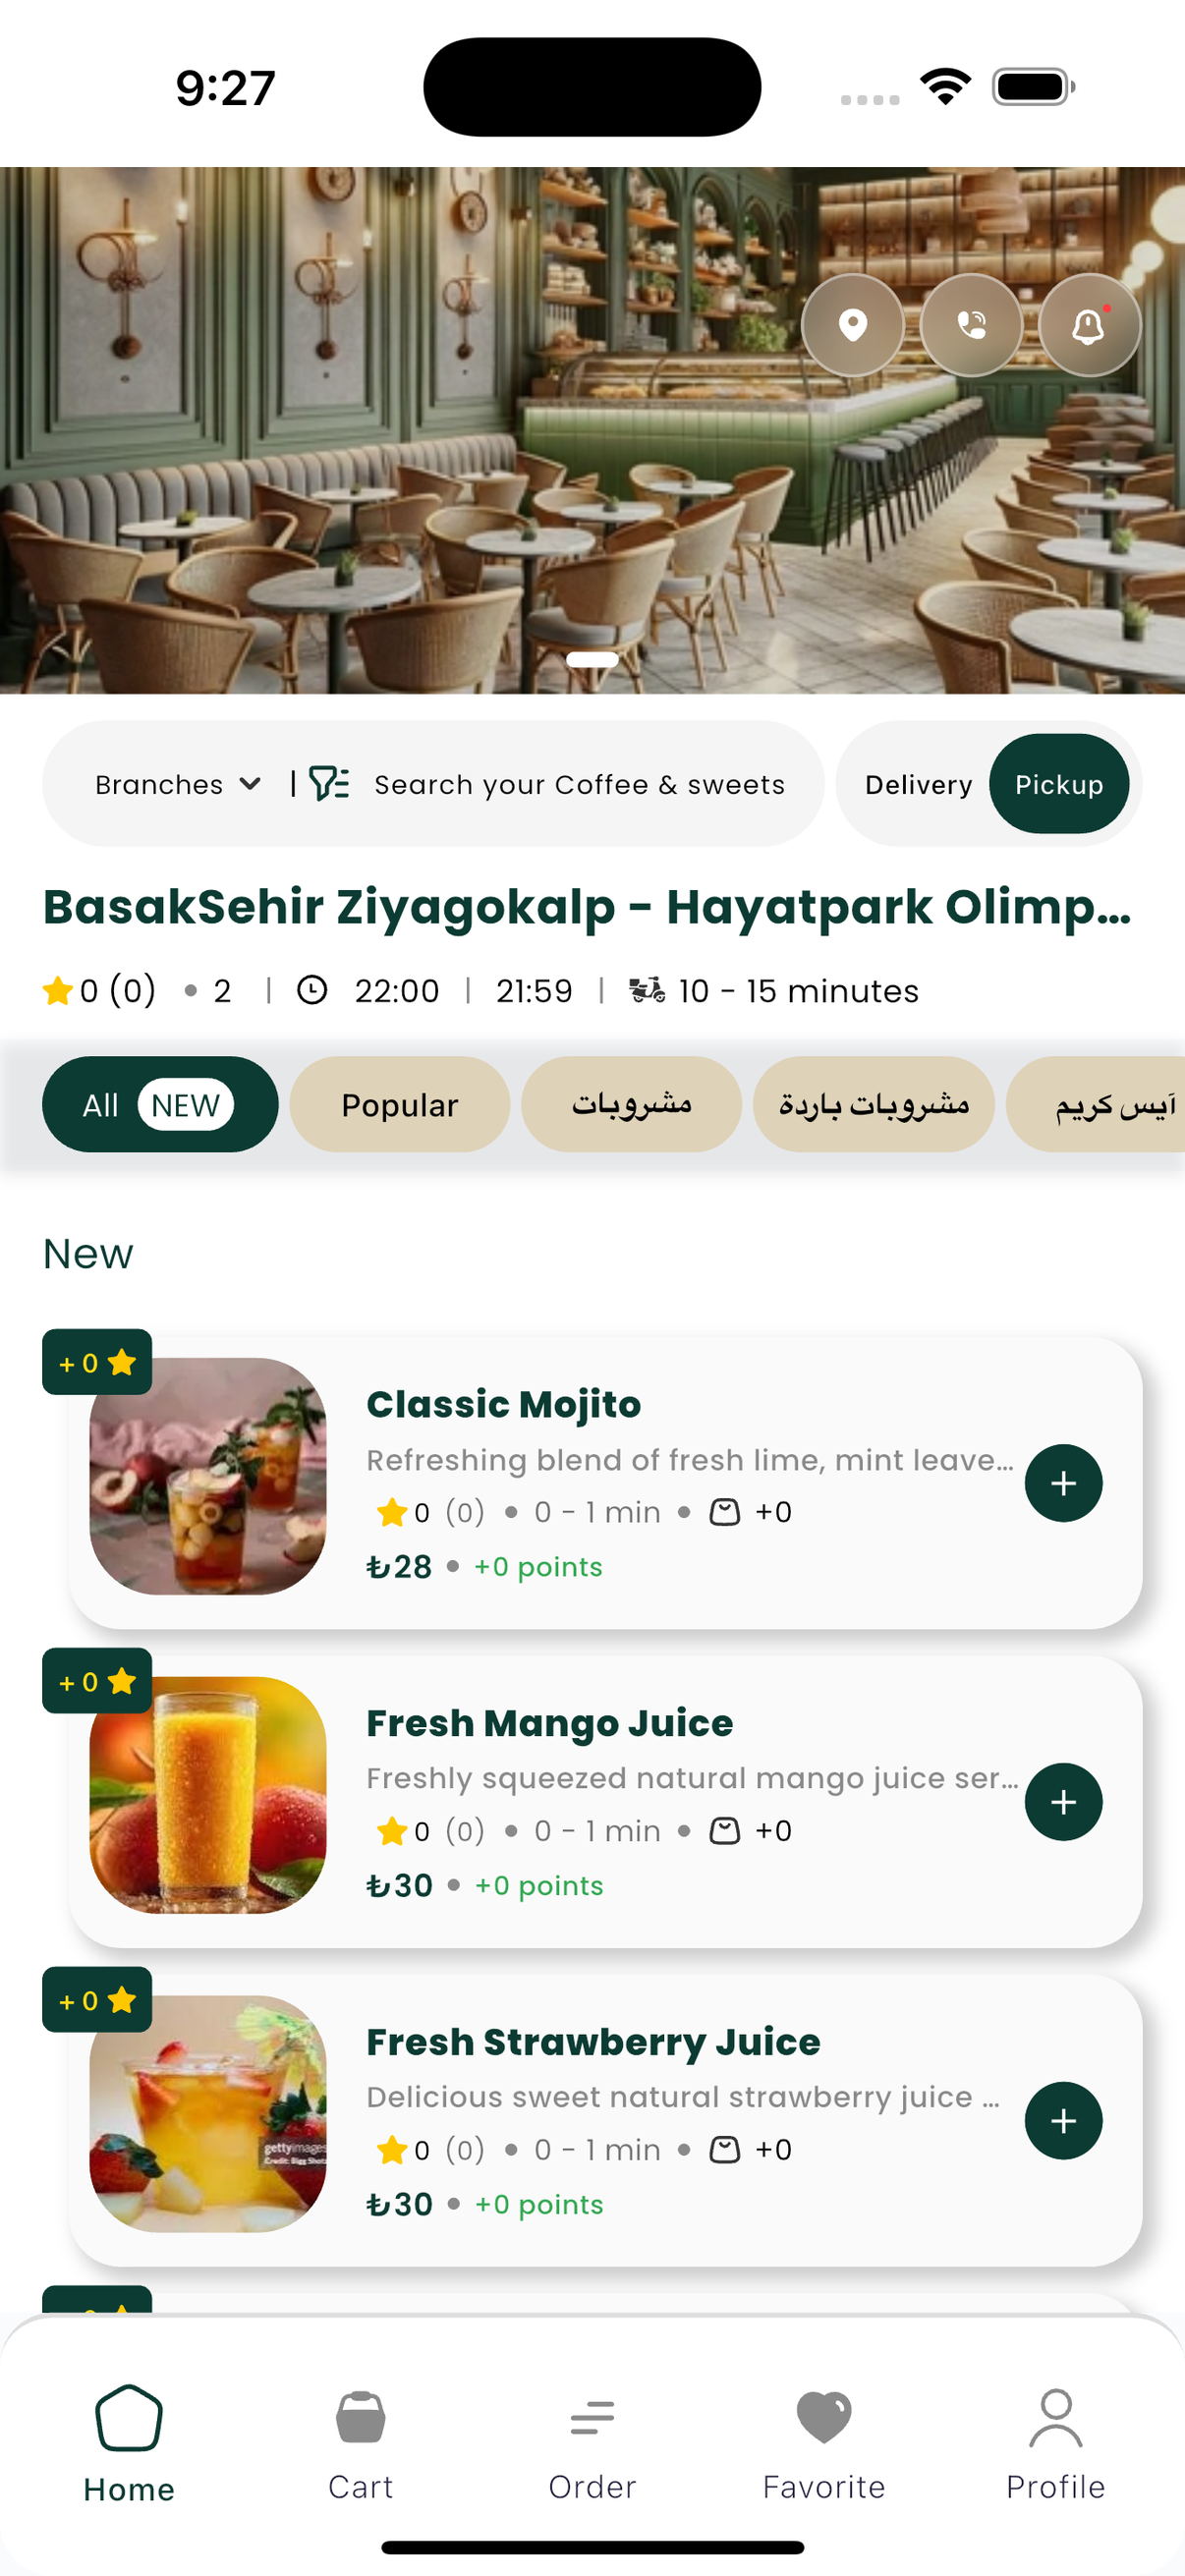 9:27
Branches | Search your Coffee & sweets Delivery Pickup
BasakSehir Ziyagokalp - Hayatpark Olimp...
0 (0) • 2 | 22:00 | 21:59 | 10 - 15 minutes
All NEW Popular مشروبات مشروبات باردة آيس كريم
New
+ 0
Classic Mojito
Refreshing blend of fresh lime, mint leave...
0 (0) • 0 - 1 min • +0
₺28 • +0 points
+ 0
Fresh Mango Juice
Freshly squeezed natural mango juice ser...
0 (0) • 0 - 1 min • +0
₺30 • +0 points
+ 0
gettyimages
Credit: Bigg Shotz
Fresh Strawberry Juice
Delicious sweet natural strawberry juice ...
0 (0) • 0 - 1 min • +0
₺30 • +0 points
Home Cart Order Favorite Profile